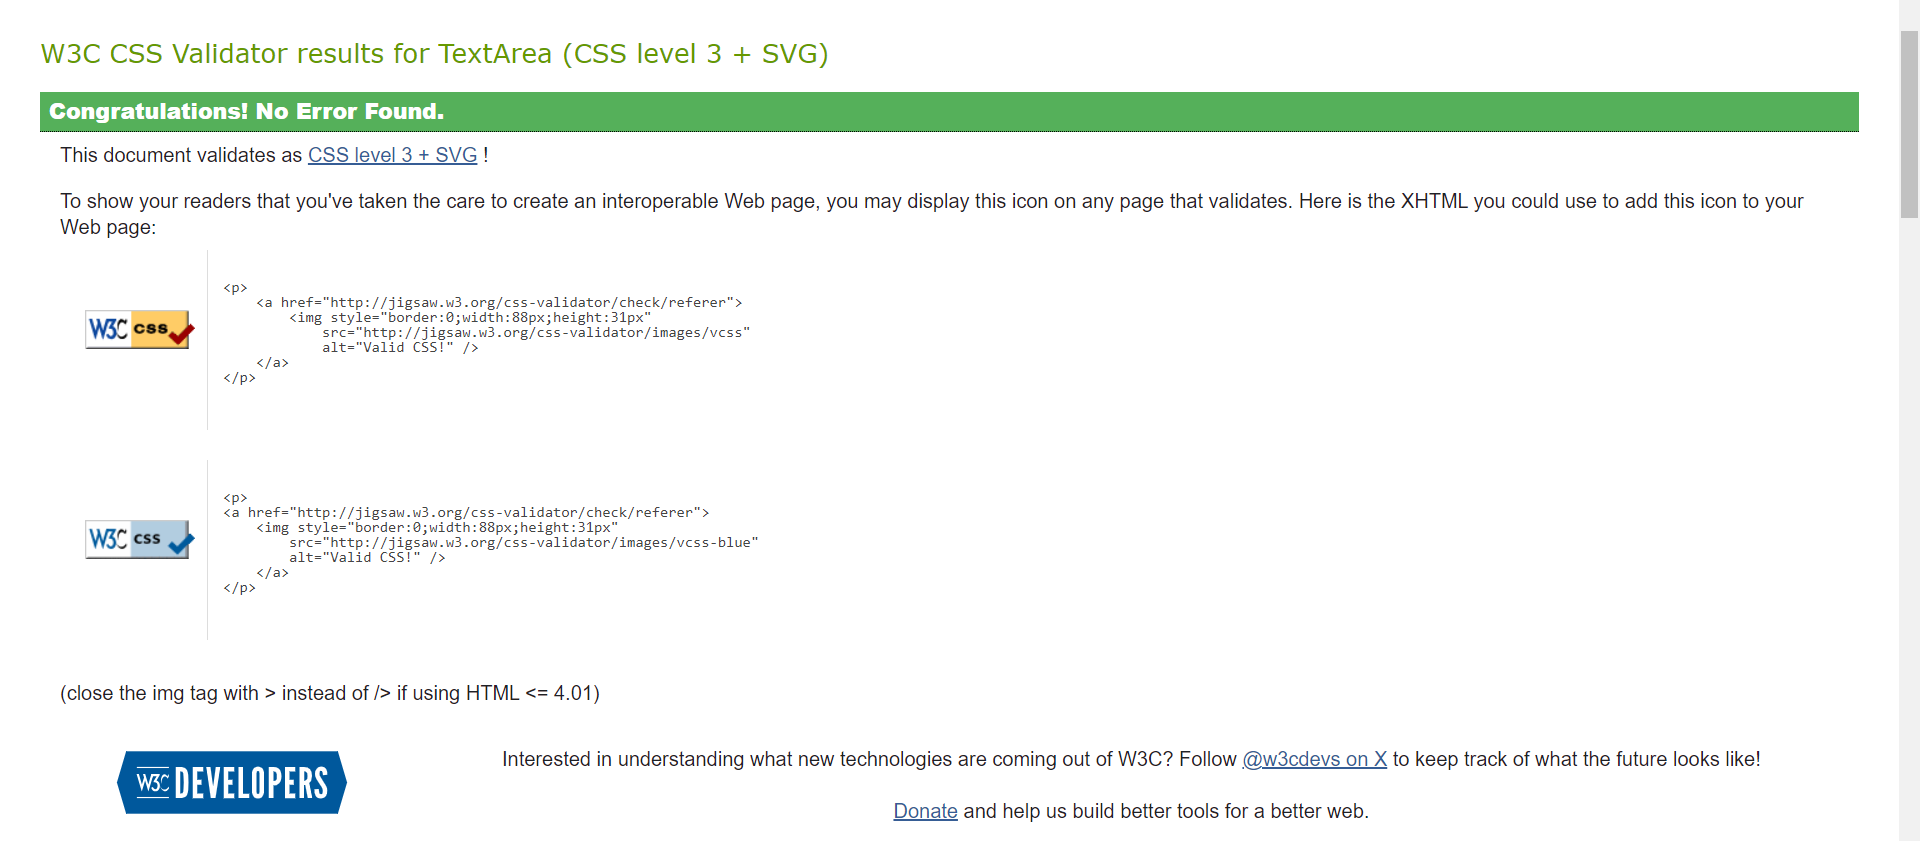 W3C CSS Validator results for TextArea (CSS level 3 + SVG)
Congratulations! No Error Found.
This document validates as CSS level 3 + SVG !
To show your readers that you've taken the care to create an interoperable Web page, you may display this icon on any page that validates. Here is the XHTML you could use to add this icon to your
Web page:
W3C css
<p>
    <a href="http://jigsaw.w3.org/css-validator/check/referer">
        <img style="border:0;width:88px;height:31px"
            src="http://jigsaw.w3.org/css-validator/images/vcss"
            alt="Valid CSS!" />
    </a>
</p>
W3C css
<p>
<a href="http://jigsaw.w3.org/css-validator/check/referer">
    <img style="border:0;width:88px;height:31px"
        src="http://jigsaw.w3.org/css-validator/images/vcss-blue"
        alt="Valid CSS!" />
    </a>
</p>
(close the img tag with > instead of /> if using HTML <= 4.01)
W3C DEVELOPERS
Interested in understanding what new technologies are coming out of W3C? Follow @w3cdevs on X to keep track of what the future looks like!
Donate and help us build better tools for a better web.